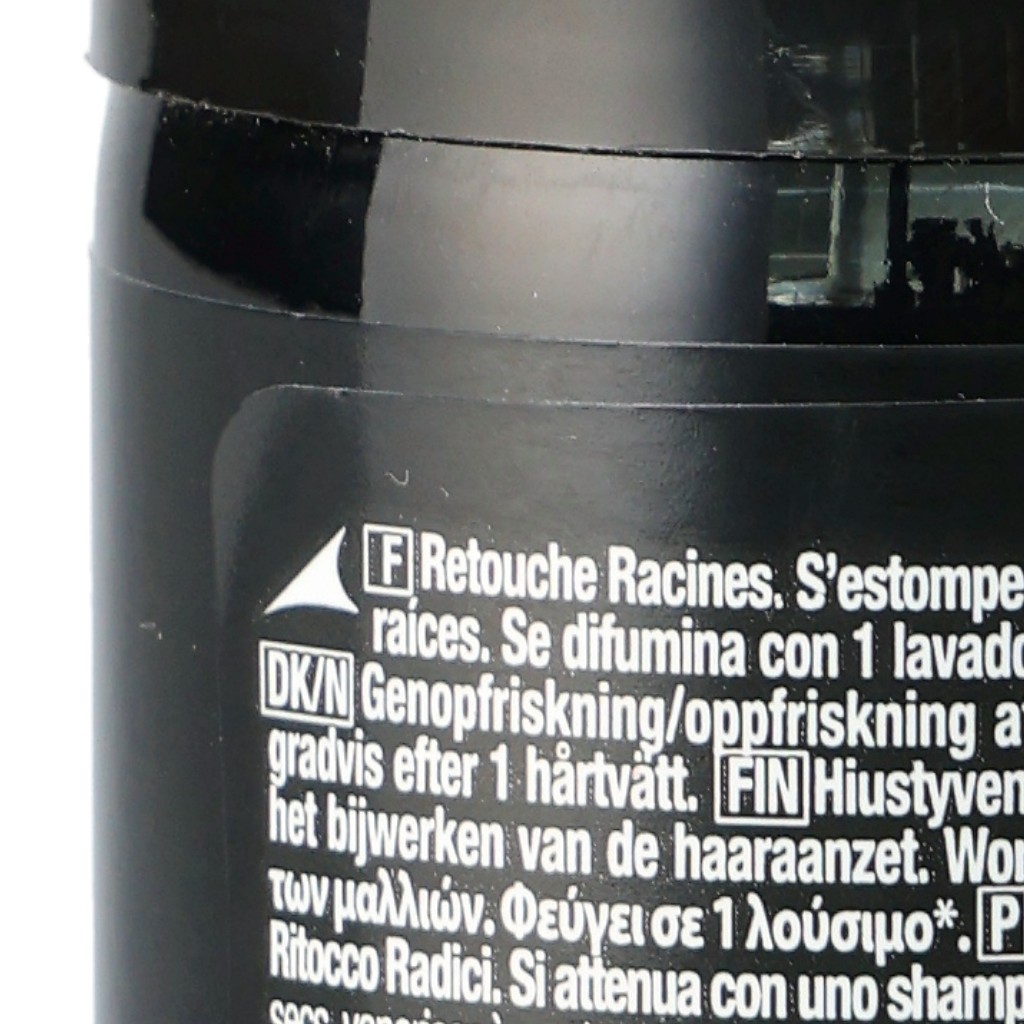 F Retouche Racines. S'estompe
raíces. Se difumina con 1 lavado
DK/N Genopfriskning/oppfriskning
gradvis efter 1 hårtvätt. FIN Hiustyven
het bijwerken van de haaraanzet.
των μαλλιών. Φεύγει σε 1 λούσιμο*. P
Ritocco Radici. Si attenua con uno shamp
secs,